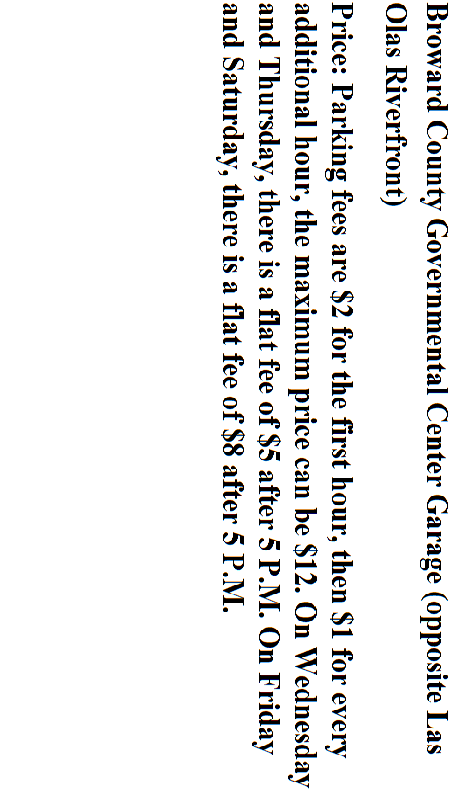 Broward County Governmental Center Garage (opposite Las
Olas Riverfront)
Price: Parking fees are $2 for the first hour, then $1 for every
additional hour, the maximum price can be $12. On Wednesday
and Thursday, there is a flat fee of $5 after 5 P.M. On Friday
and Saturday, there is a flat fee of $8 after 5 P.M.